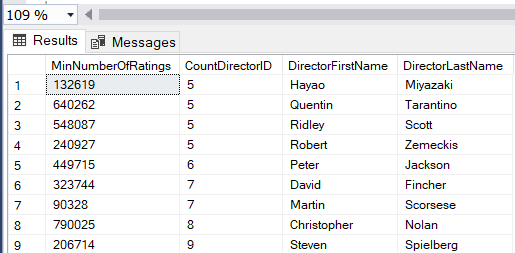 109 %
Results Messages
MinNumberOfRatings CountDirectorID DirectorFirstName DirectorLastName
1 132619 5 Hayao Miyazaki
2 640262 5 Quentin Tarantino
3 548087 5 Ridley Scott
4 240927 5 Robert Zemeckis
5 449715 6 Peter Jackson
6 323744 7 David Fincher
7 90328 7 Martin Scorsese
8 790025 8 Christopher Nolan
9 206714 9 Steven Spielberg